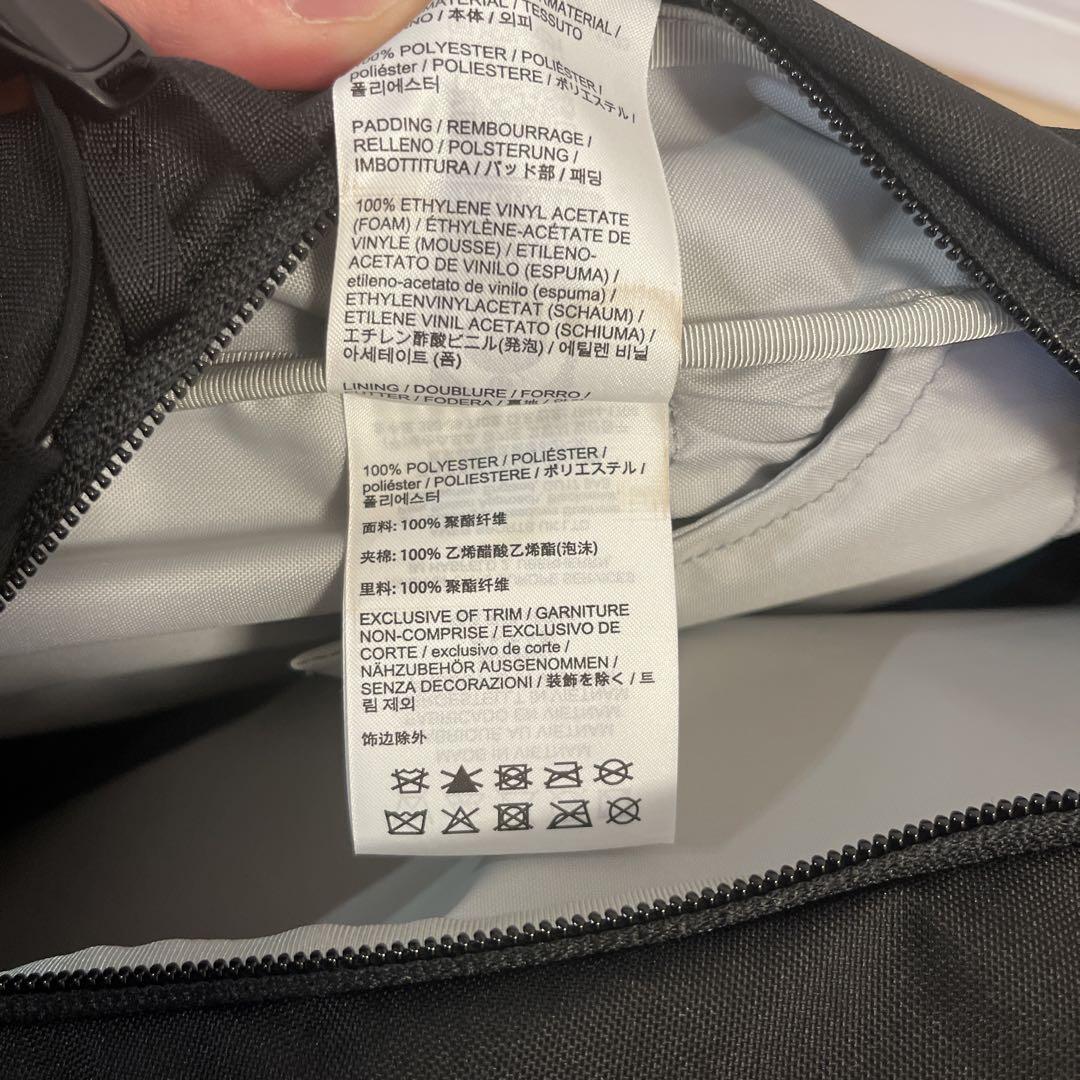 MATERIAL /
/ TESSUTO
/ 本体 / 외피
POLYESTER / POLIÉSTER /
poliéster / POLIESTERE / ポリエステル /
폴리에스터
PADDING / REMBOURRAGE /
RELLENO / POLSTERUNG /
IMBOTTITURA / パッド部 / 패딩
100% ETHYLENE VINYL ACETATE
(FOAM) / ÉTHYLÈNE-ACÉTATE DE
VINYLE (MOUSSE) / ETILENO-
ACETATO DE VINILO (ESPUMA) /
etileno-acetato de vinilo (espuma) /
ETHYLENVINYLACETAT (SCHAUM) /
ETILENE VINIL ACETATO (SCHIUMA) /
エチレン酢酸ビニル(発泡) / 에틸렌 비닐
아세테이트 (폼)
LINING / DOUBLURE / FORRO /
/ FODERA /
100% POLYESTER / POLIÉSTER /
poliéster / POLIESTERE / ポリエステル /
폴리에스터
面料: 100% 聚酯纤维
夹棉: 100% 乙烯醋酸乙烯酯(泡沫)
里料: 100% 聚酯纤维
EXCLUSIVE OF TRIM / GARNITURE
NON-COMPRISE / EXCLUSIVO DE
CORTE / exclusivo de corte /
NÄHZUBEHÖR AUSGENOMMEN /
SENZA DECORAZIONI / 装飾を除く / 트
림 제외
饰边除外